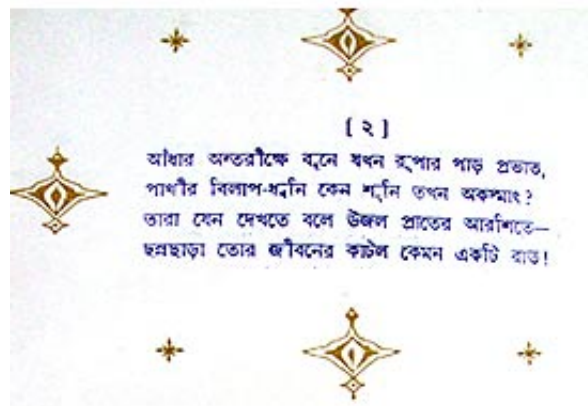 [ ২ ]
আঁধার অন্তরীক্ষে বুনে যখন রূপার পাড় প্রভাত,
পাখীর বিলাপ-ধ্বনি কেন শুনি তখন অকস্মাৎ?
তারা যেন দেখতে বলে উজল প্রাতের আরশিতে—
ছন্নছাড়া তোর জীবনের কাটল কেমন একটি রাত!